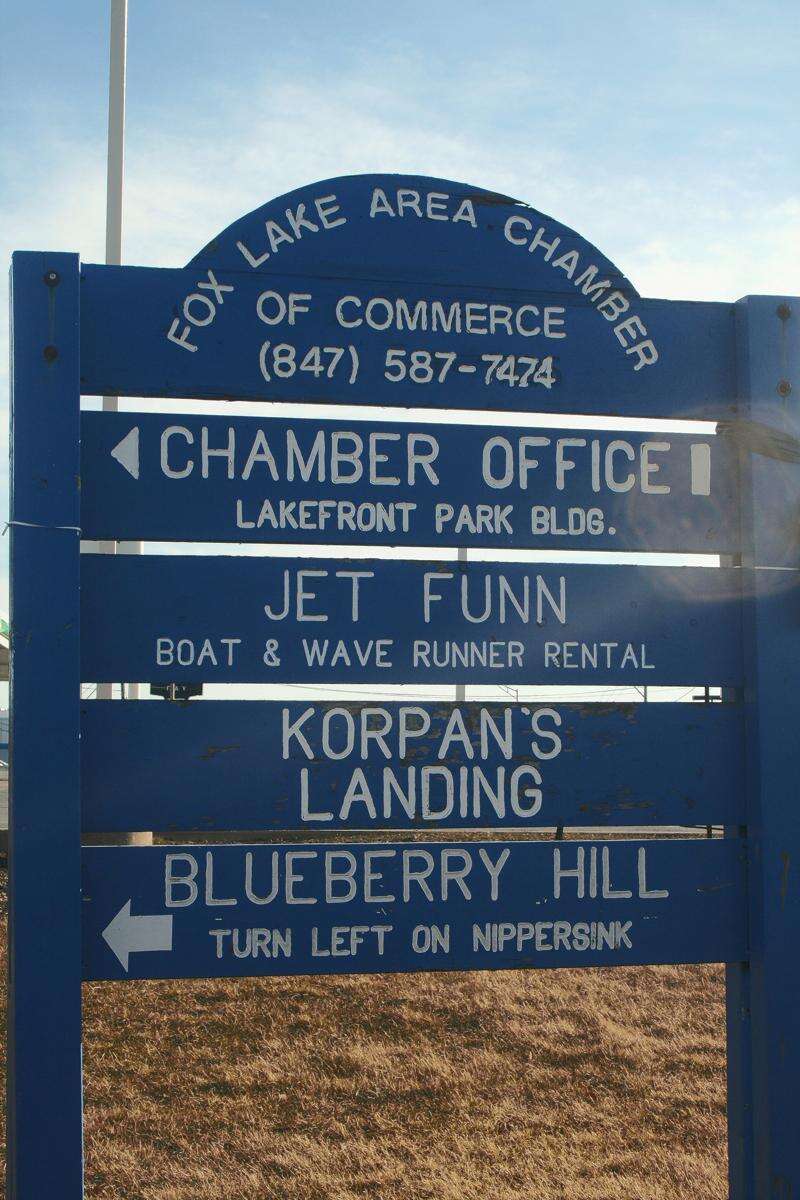 FOX LAKE AREA CHAMBER
OF COMMERCE
(847) 587-7474
CHAMBER OFFICE
LAKEFRONT PARK BLDG.
JET FUNN
BOAT & WAVE RUNNER RENTAL
KORPAN'S
LANDING
BLUEBERRY HILL
TURN LEFT ON NIPPERSINK